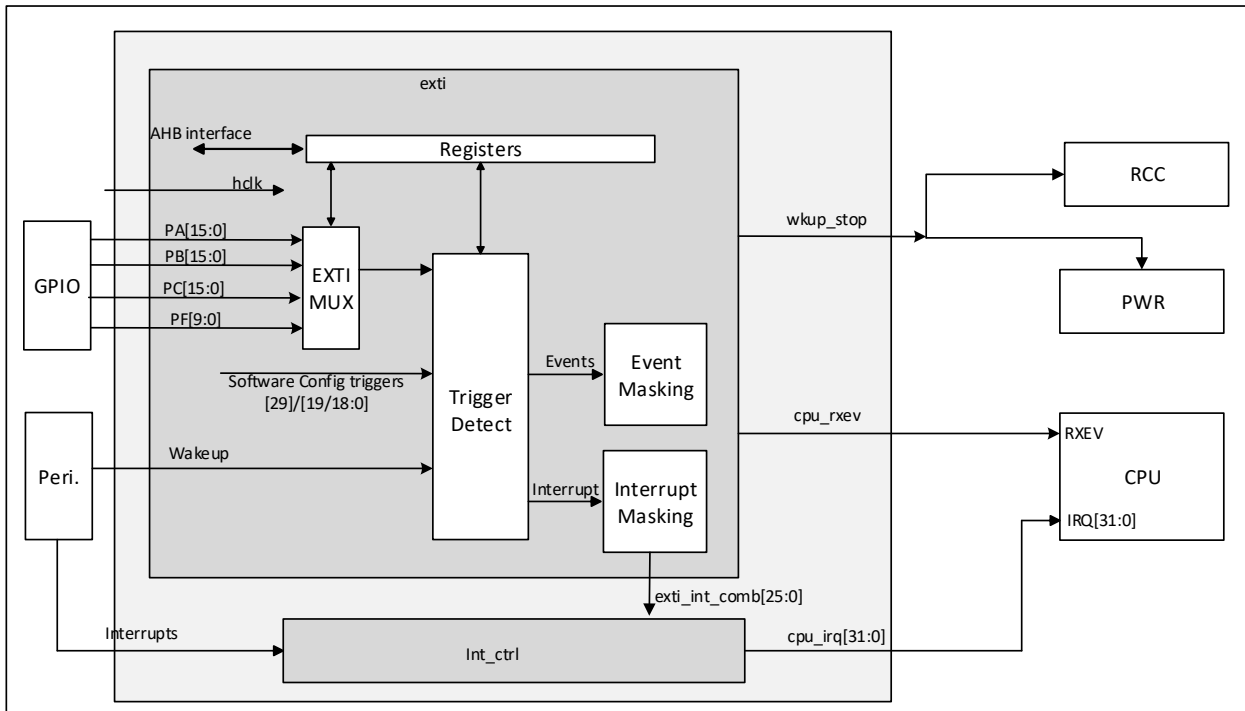 exti
AHB interface
Registers
hclk
RCC
PA[15:0]
wkup_stop
PB[15:0]
GPIO
EXTI
MUX
PC[15:0]
PWR
PF[9:0]
Events
Event
Masking
Software Config triggers
[29]/[19/18:0]
Trigger
Detect
cpu_rxev
RXEV
Wakeup
Peri.
CPU
Interrupt
Interrupt
Masking
IRQ[31:0]
exti_int_comb[25:0]
Interrupts
cpu_irq[31:0]
Int_ctrl